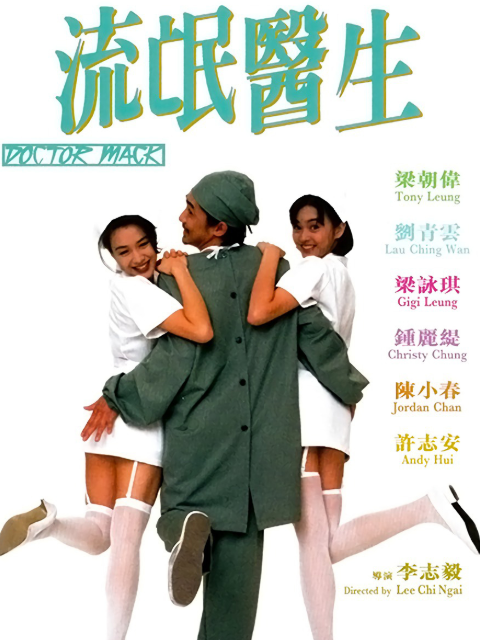 流氓醫生
DOCTOR MACK
梁朝偉
Tony Leung
劉青雲
Lau Ching Wan
梁詠琪
Gigi Leung
鍾麗緹
Christy Chung
陳小春
Jordan Chan
許志安
Andy Hui
導演 李志毅
Directed by Lee Chi Ngai